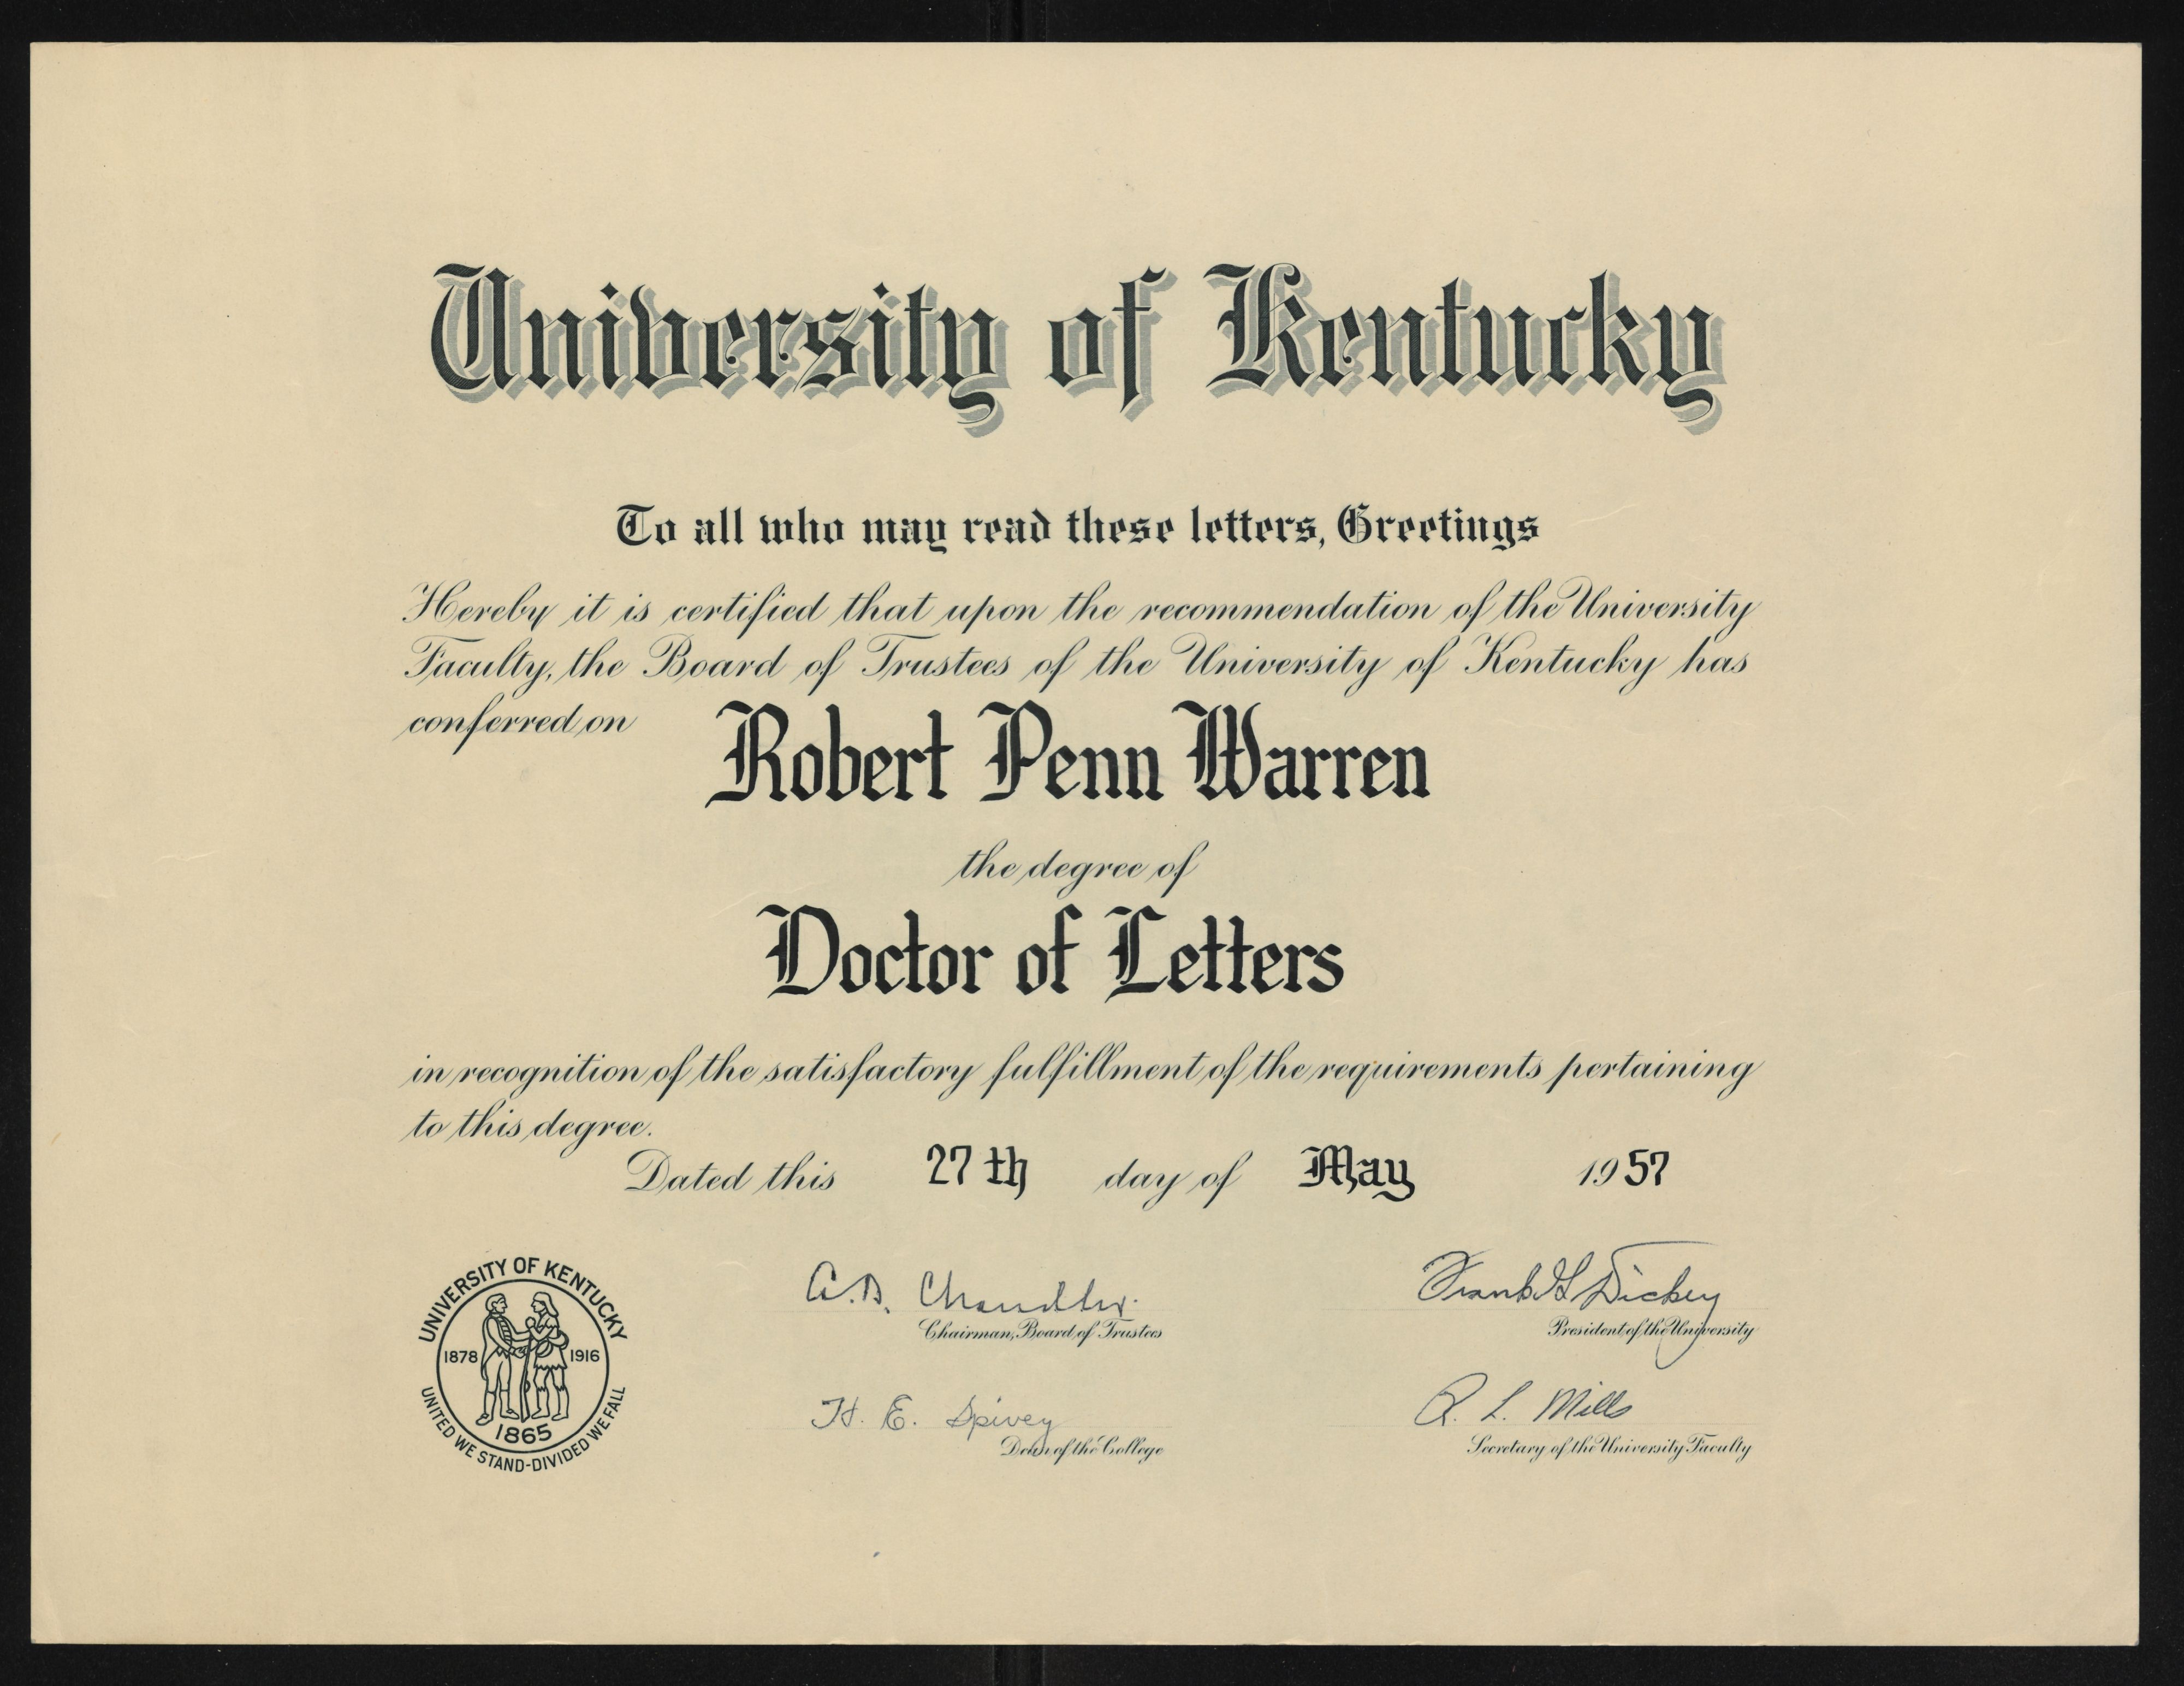 University of Kentucky
To all who may read these letters, Greetings
Hereby it is certified that upon the recommendation of the University
Faculty, the Board of Trustees of the University of Kentucky has
conferred on Robert Penn Warren
the degree of
Doctor of Letters
in recognition of the satisfactory fulfillment of the requirements pertaining
to this degree.
Dated this 27th day of May 1957
UNIVERSITY OF KENTUCKY
1878 1916
1865
UNITED WE STAND-DIVIDED WE FALL
A. B. Chandler.
Chairman, Board of Trustees
Frank G Dickey
President of the University
H. E. Spivey
Dean of the College
R. L. Mills
Secretary of the University Faculty